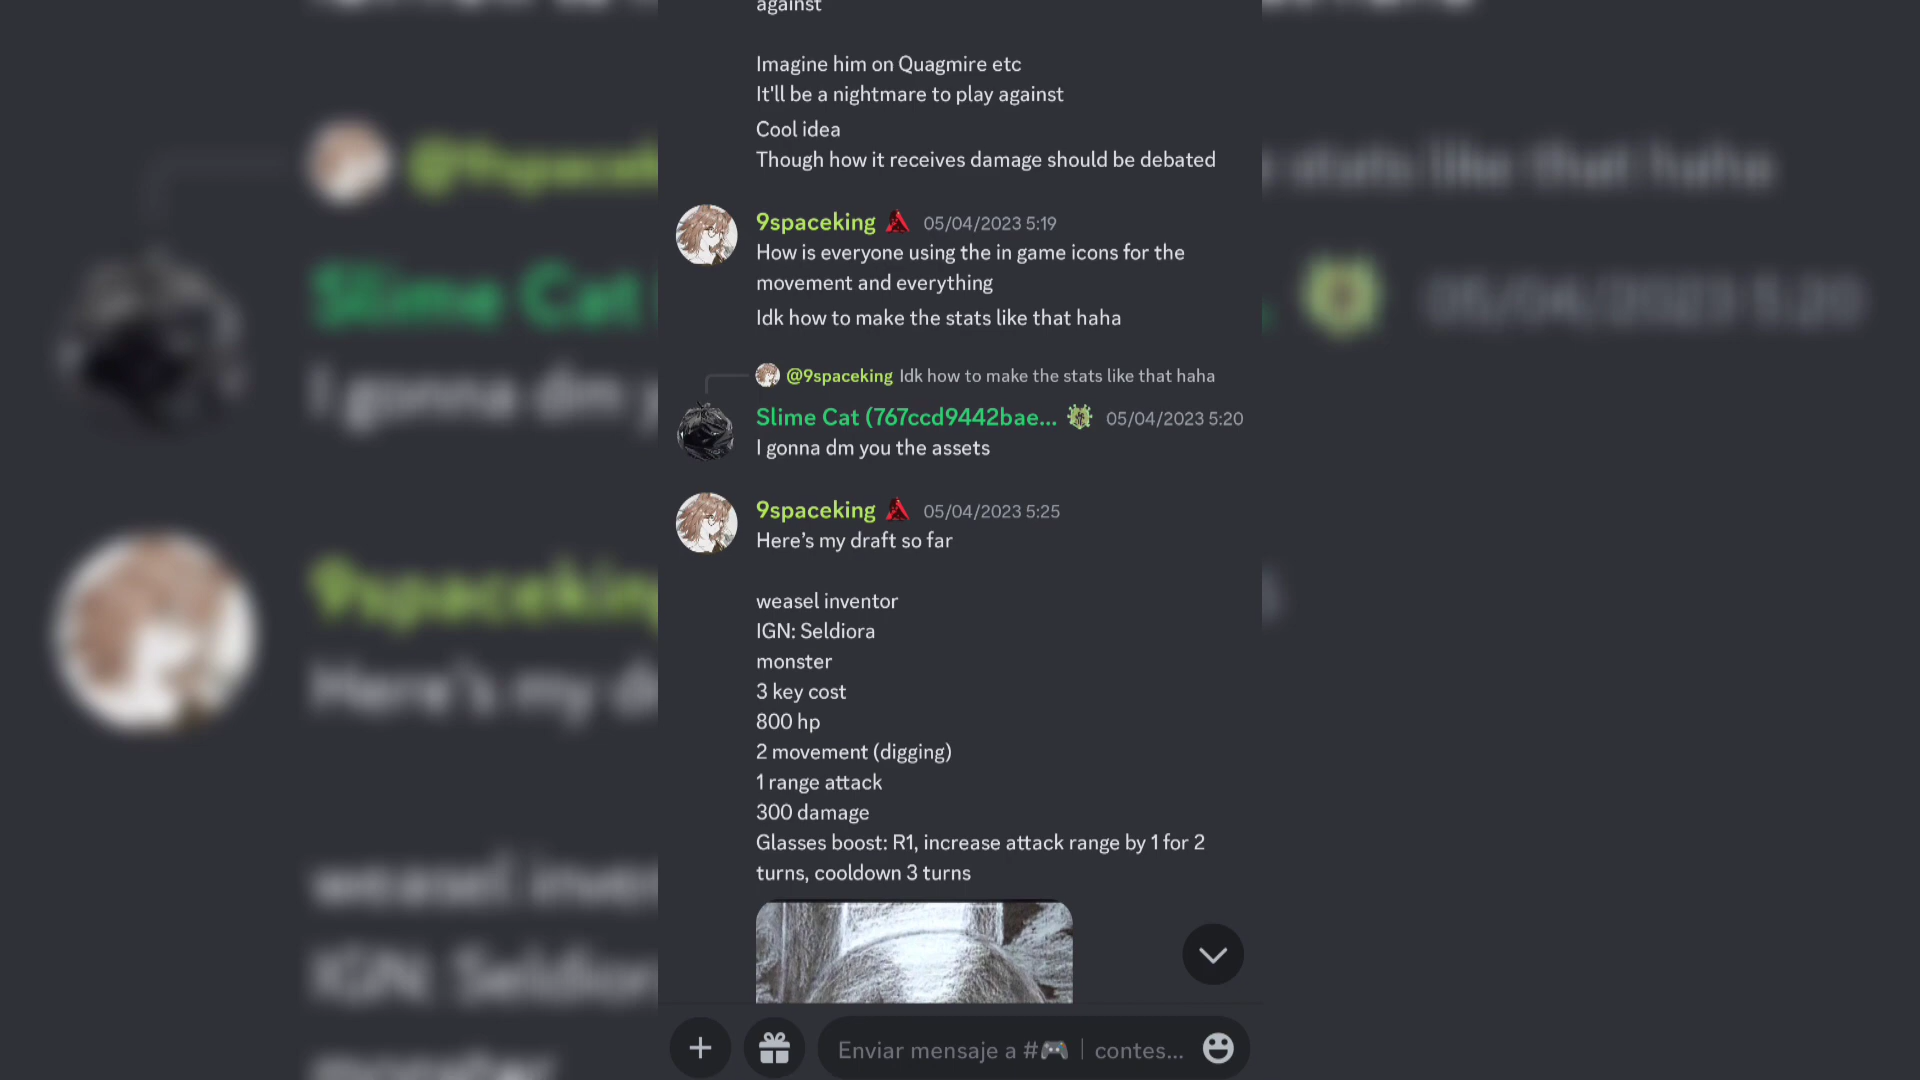 against
Imagine him on Quagmire etc
It'll be a nightmare to play against
Cool idea
Though how it receives damage should be debated
9spaceking 05/04/2023 5:19
How is everyone using the in game icons for the
movement and everything
Idk how to make the stats like that haha
@9spaceking Idk how to make the stats like that haha
Slime Cat (767ccd9442bae... 05/04/2023 5:20
I gonna dm you the assets
9spaceking 05/04/2023 5:25
Here’s my draft so far
weasel inventor
IGN: Seldiora
monster
3 key cost
800 hp
2 movement (digging)
1 range attack
300 damage
Glasses boost: R1, increase attack range by 1 for 2
turns, cooldown 3 turns
Enviar mensaje a #🎮 | contes...